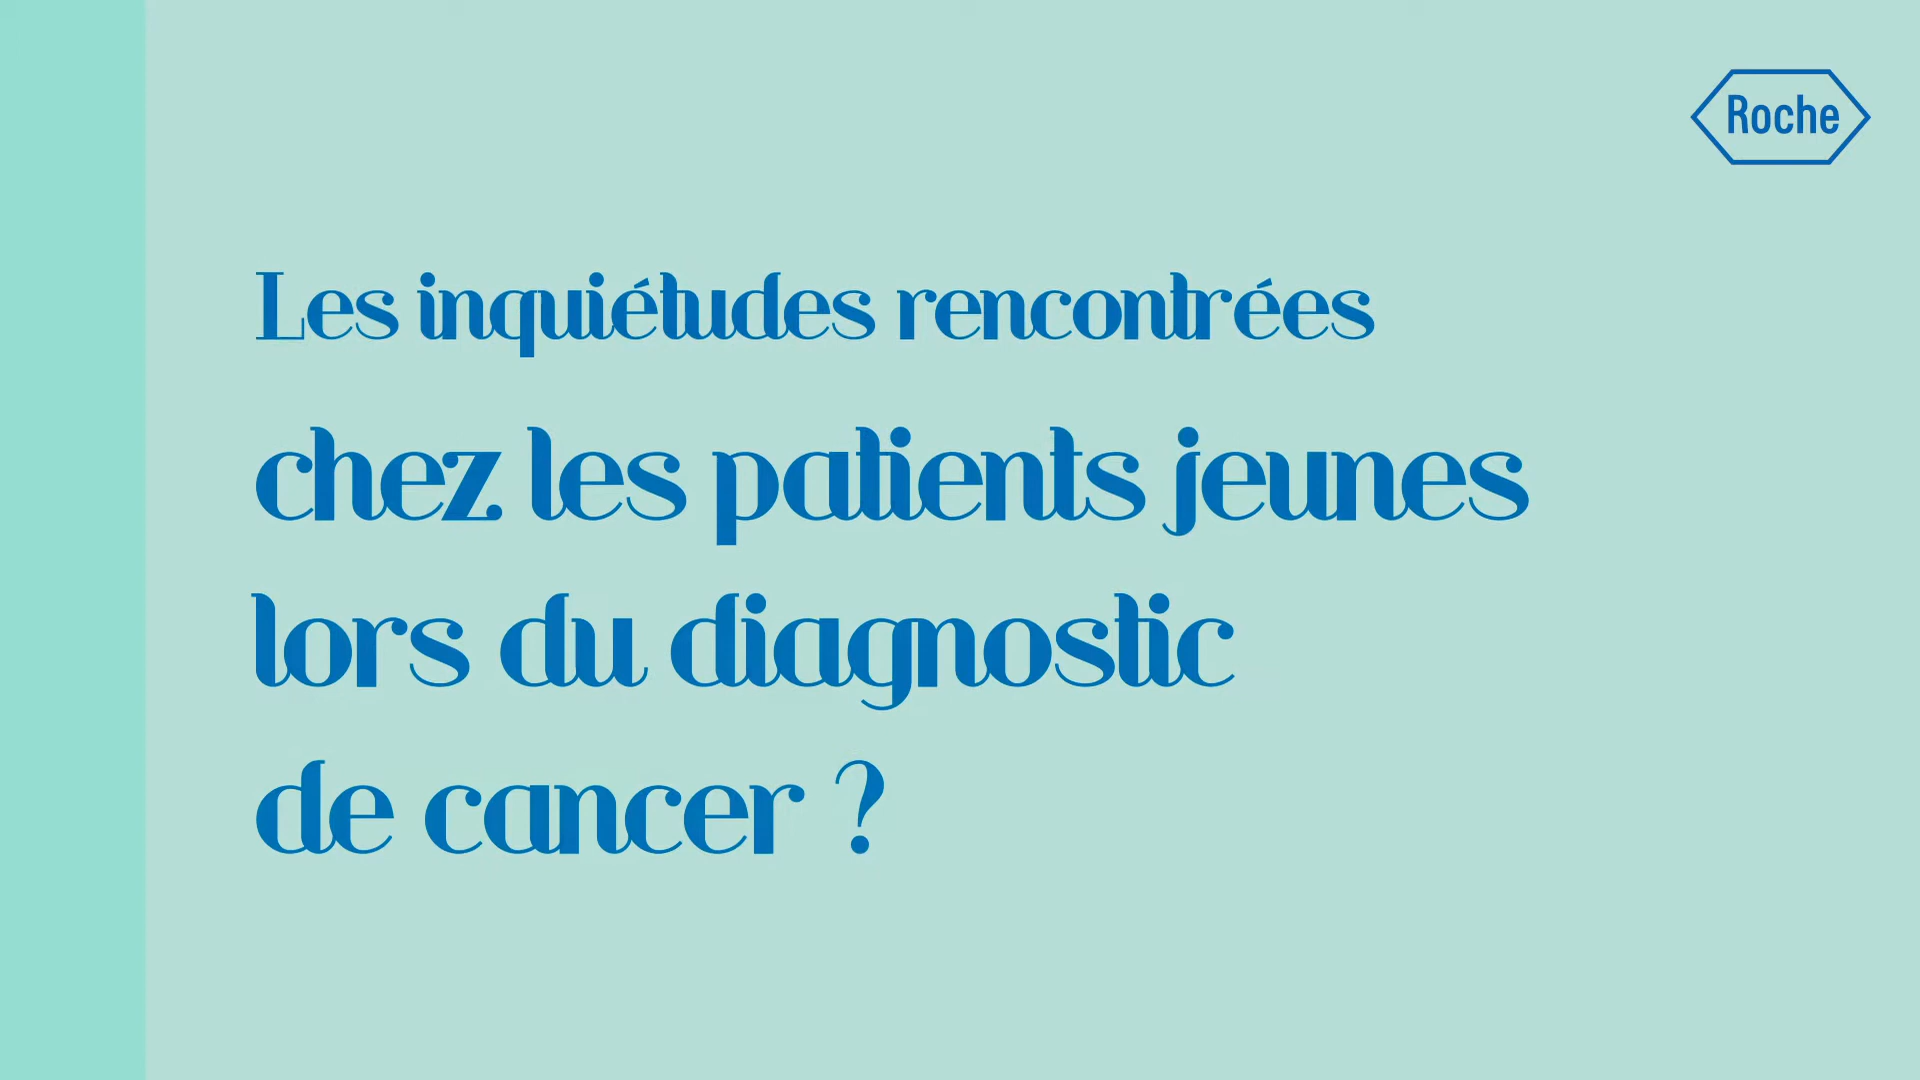 Roche
Les inquiétudes rencontrées
chez les patients jeunes
lors du diagnostic
de cancer ?